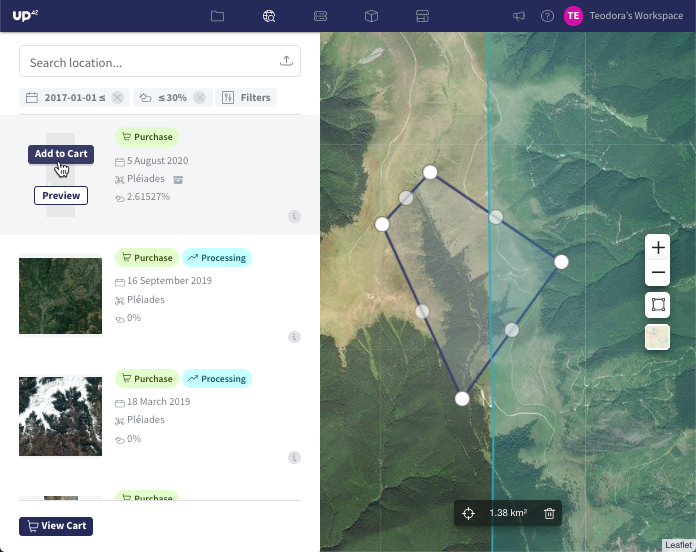 up42
TE Teodora's Workspace
Search location...
2017-01-01 ≤
≤ 30%
Filters
Add to Cart
Preview
Purchase
5 August 2020
Pléiades
2.61527%
Purchase
Processing
16 September 2019
Pléiades
0%
Purchase
Processing
18 March 2019
Pléiades
0%
Purchase
View Cart
1.38 km²
Leaflet